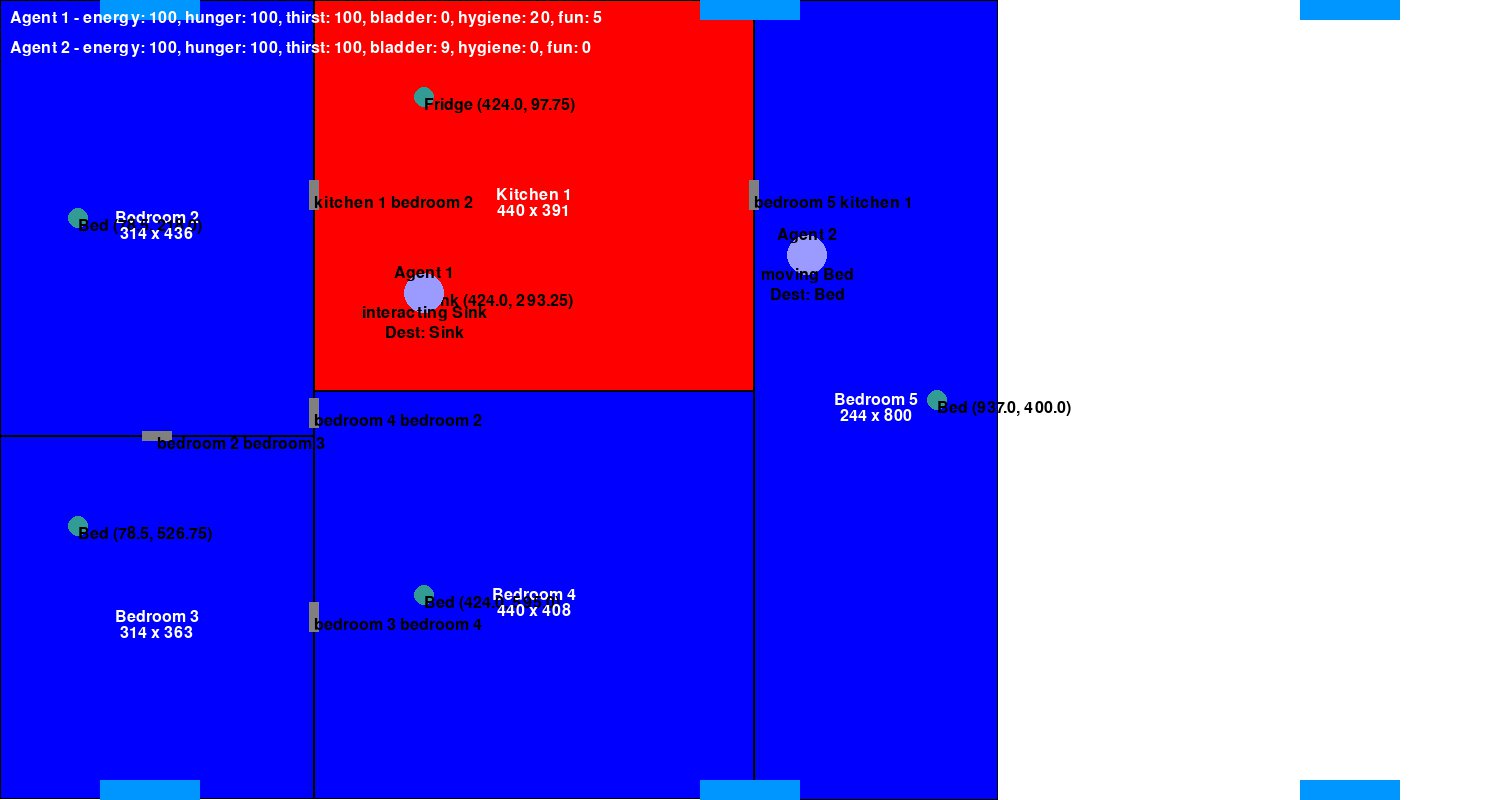 Agent 1 - energy: 100, hunger: 100, thirst: 100, bladder: 0, hygiene: 20, fun: 5
Agent 2 - energy: 100, hunger: 100, thirst: 100, bladder: 9, hygiene: 0, fun: 0
Fridge (424.0, 97.75)
Kitchen 1
440 x 391
kitchen 1 bedroom 2
bedroom 5 kitchen 1
Bedroom 2
Bed
314 x 436
Agent 2
moving Bed
Dest: Bed
Agent 1
(424.0, 293.25)
interacting Sink
Dest: Sink
Bedroom 5
244 x 800
Bed (937.0, 400.0)
bedroom 4 bedroom 2
bedroom 2 bedroom 3
Bed (78.5, 526.75)
Bedroom 4
Bed (424.0,
440 x 408
Bedroom 3
314 x 363
bedroom 3 bedroom 4